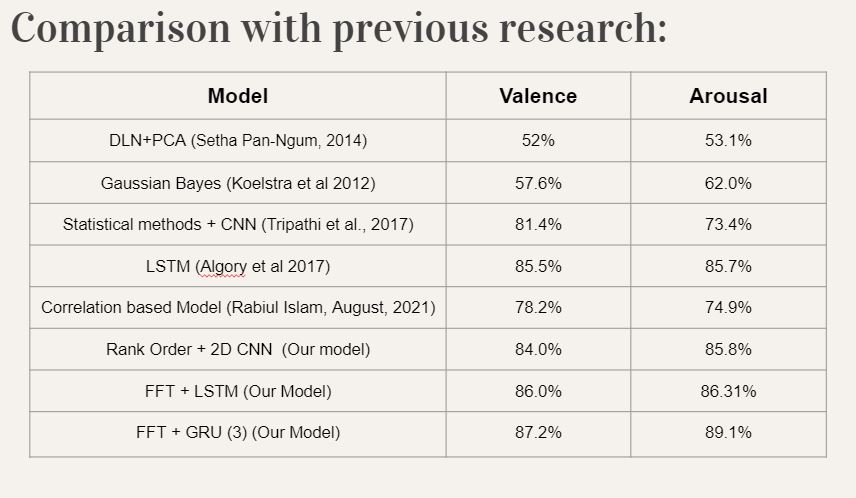 Comparison with previous research:
Model Valence Arousal
DLN+PCA (Setha Pan-Ngum, 2014) 52% 53.1%
Gaussian Bayes (Koelstra et al 2012) 57.6% 62.0%
Statistical methods + CNN (Tripathi et al., 2017) 81.4% 73.4%
LSTM (Algory et al 2017) 85.5% 85.7%
Correlation based Model (Rabiul Islam, August, 2021) 78.2% 74.9%
Rank Order + 2D CNN (Our model) 84.0% 85.8%
FFT + LSTM (Our Model) 86.0% 86.31%
FFT + GRU (3) (Our Model) 87.2% 89.1%